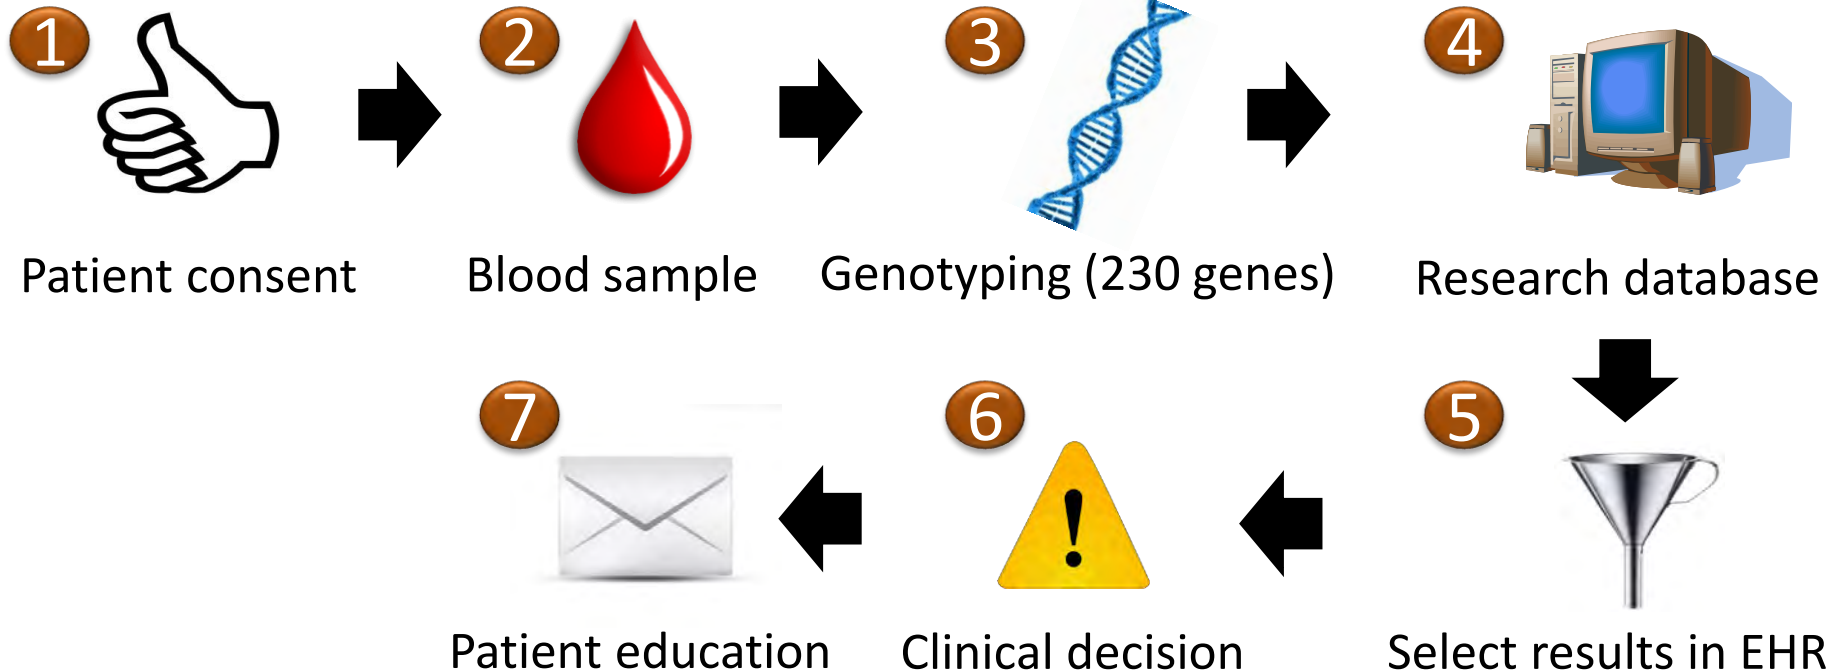 1
Patient consent
2
Blood sample
3
Genotyping (230 genes)
4
Research database
5
Select results in EHR
6
Clinical decision
7
Patient education